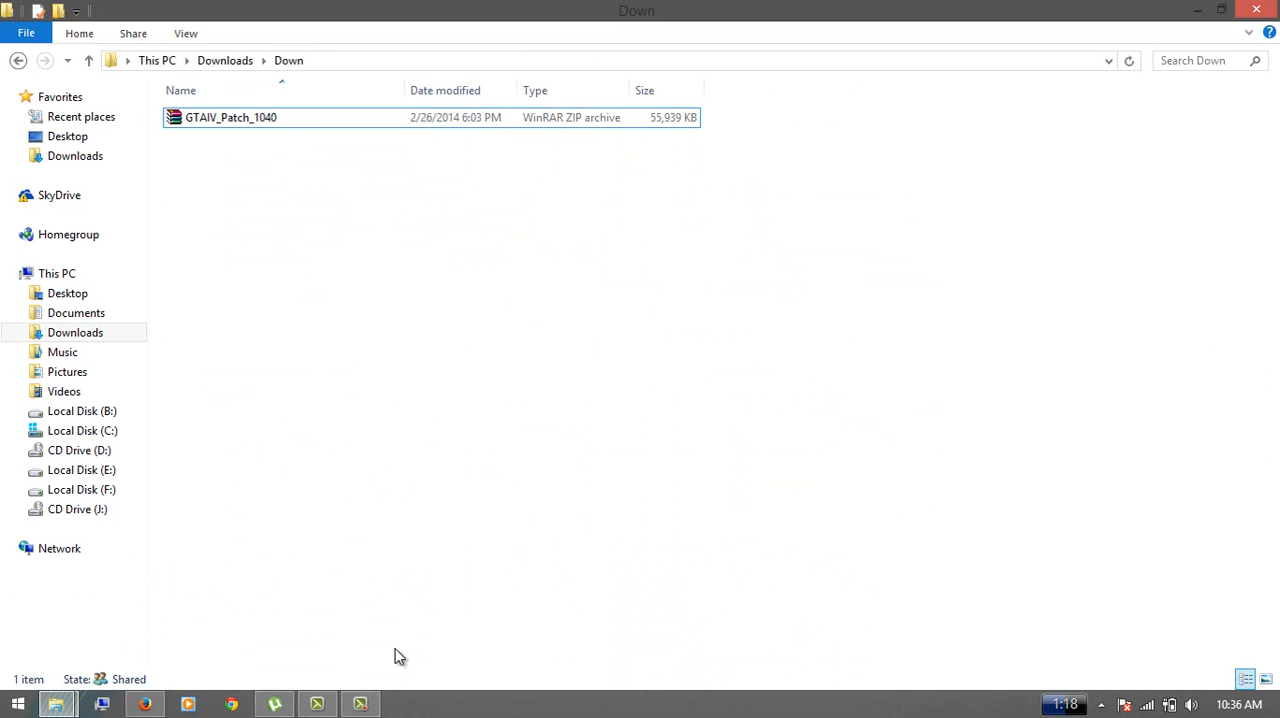 Down
File
Home
Share
View
This PC
Downloads
Down
Search Down
Name
Date modified
Type
Size
GTAIV_Patch_1040
2/26/2014 6:03 PM
WinRAR ZIP archive
55,939 KB
Favorites
Recent places
Desktop
Downloads
SkyDrive
Homegroup
This PC
Desktop
Documents
Downloads
Music
Pictures
Videos
Local Disk (B:)
Local Disk (C:)
CD Drive (D:)
Local Disk (E:)
Local Disk (F:)
CD Drive (J:)
Network
1 item
State:
Shared
1:18
10:36 AM